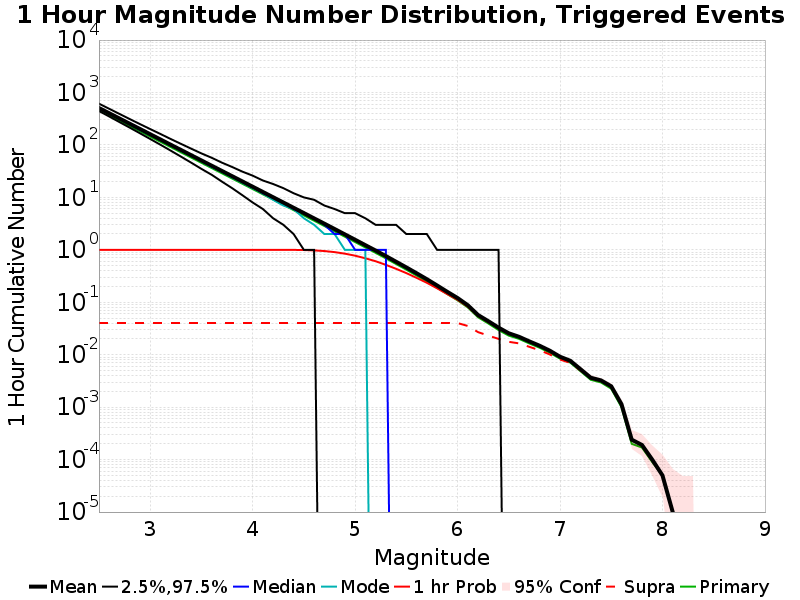 1 Hour Magnitude Number Distribution, Triggered Events
1 Hour Cumulative Number
10^4
10^3
10^2
10^1
10^0
10^-1
10^-2
10^-3
10^-4
10^-5
3 4 5 6 7 8 9
Magnitude
Mean 2.5%,97.5% Median Mode 1 hr Prob 95% Conf Supra Primary